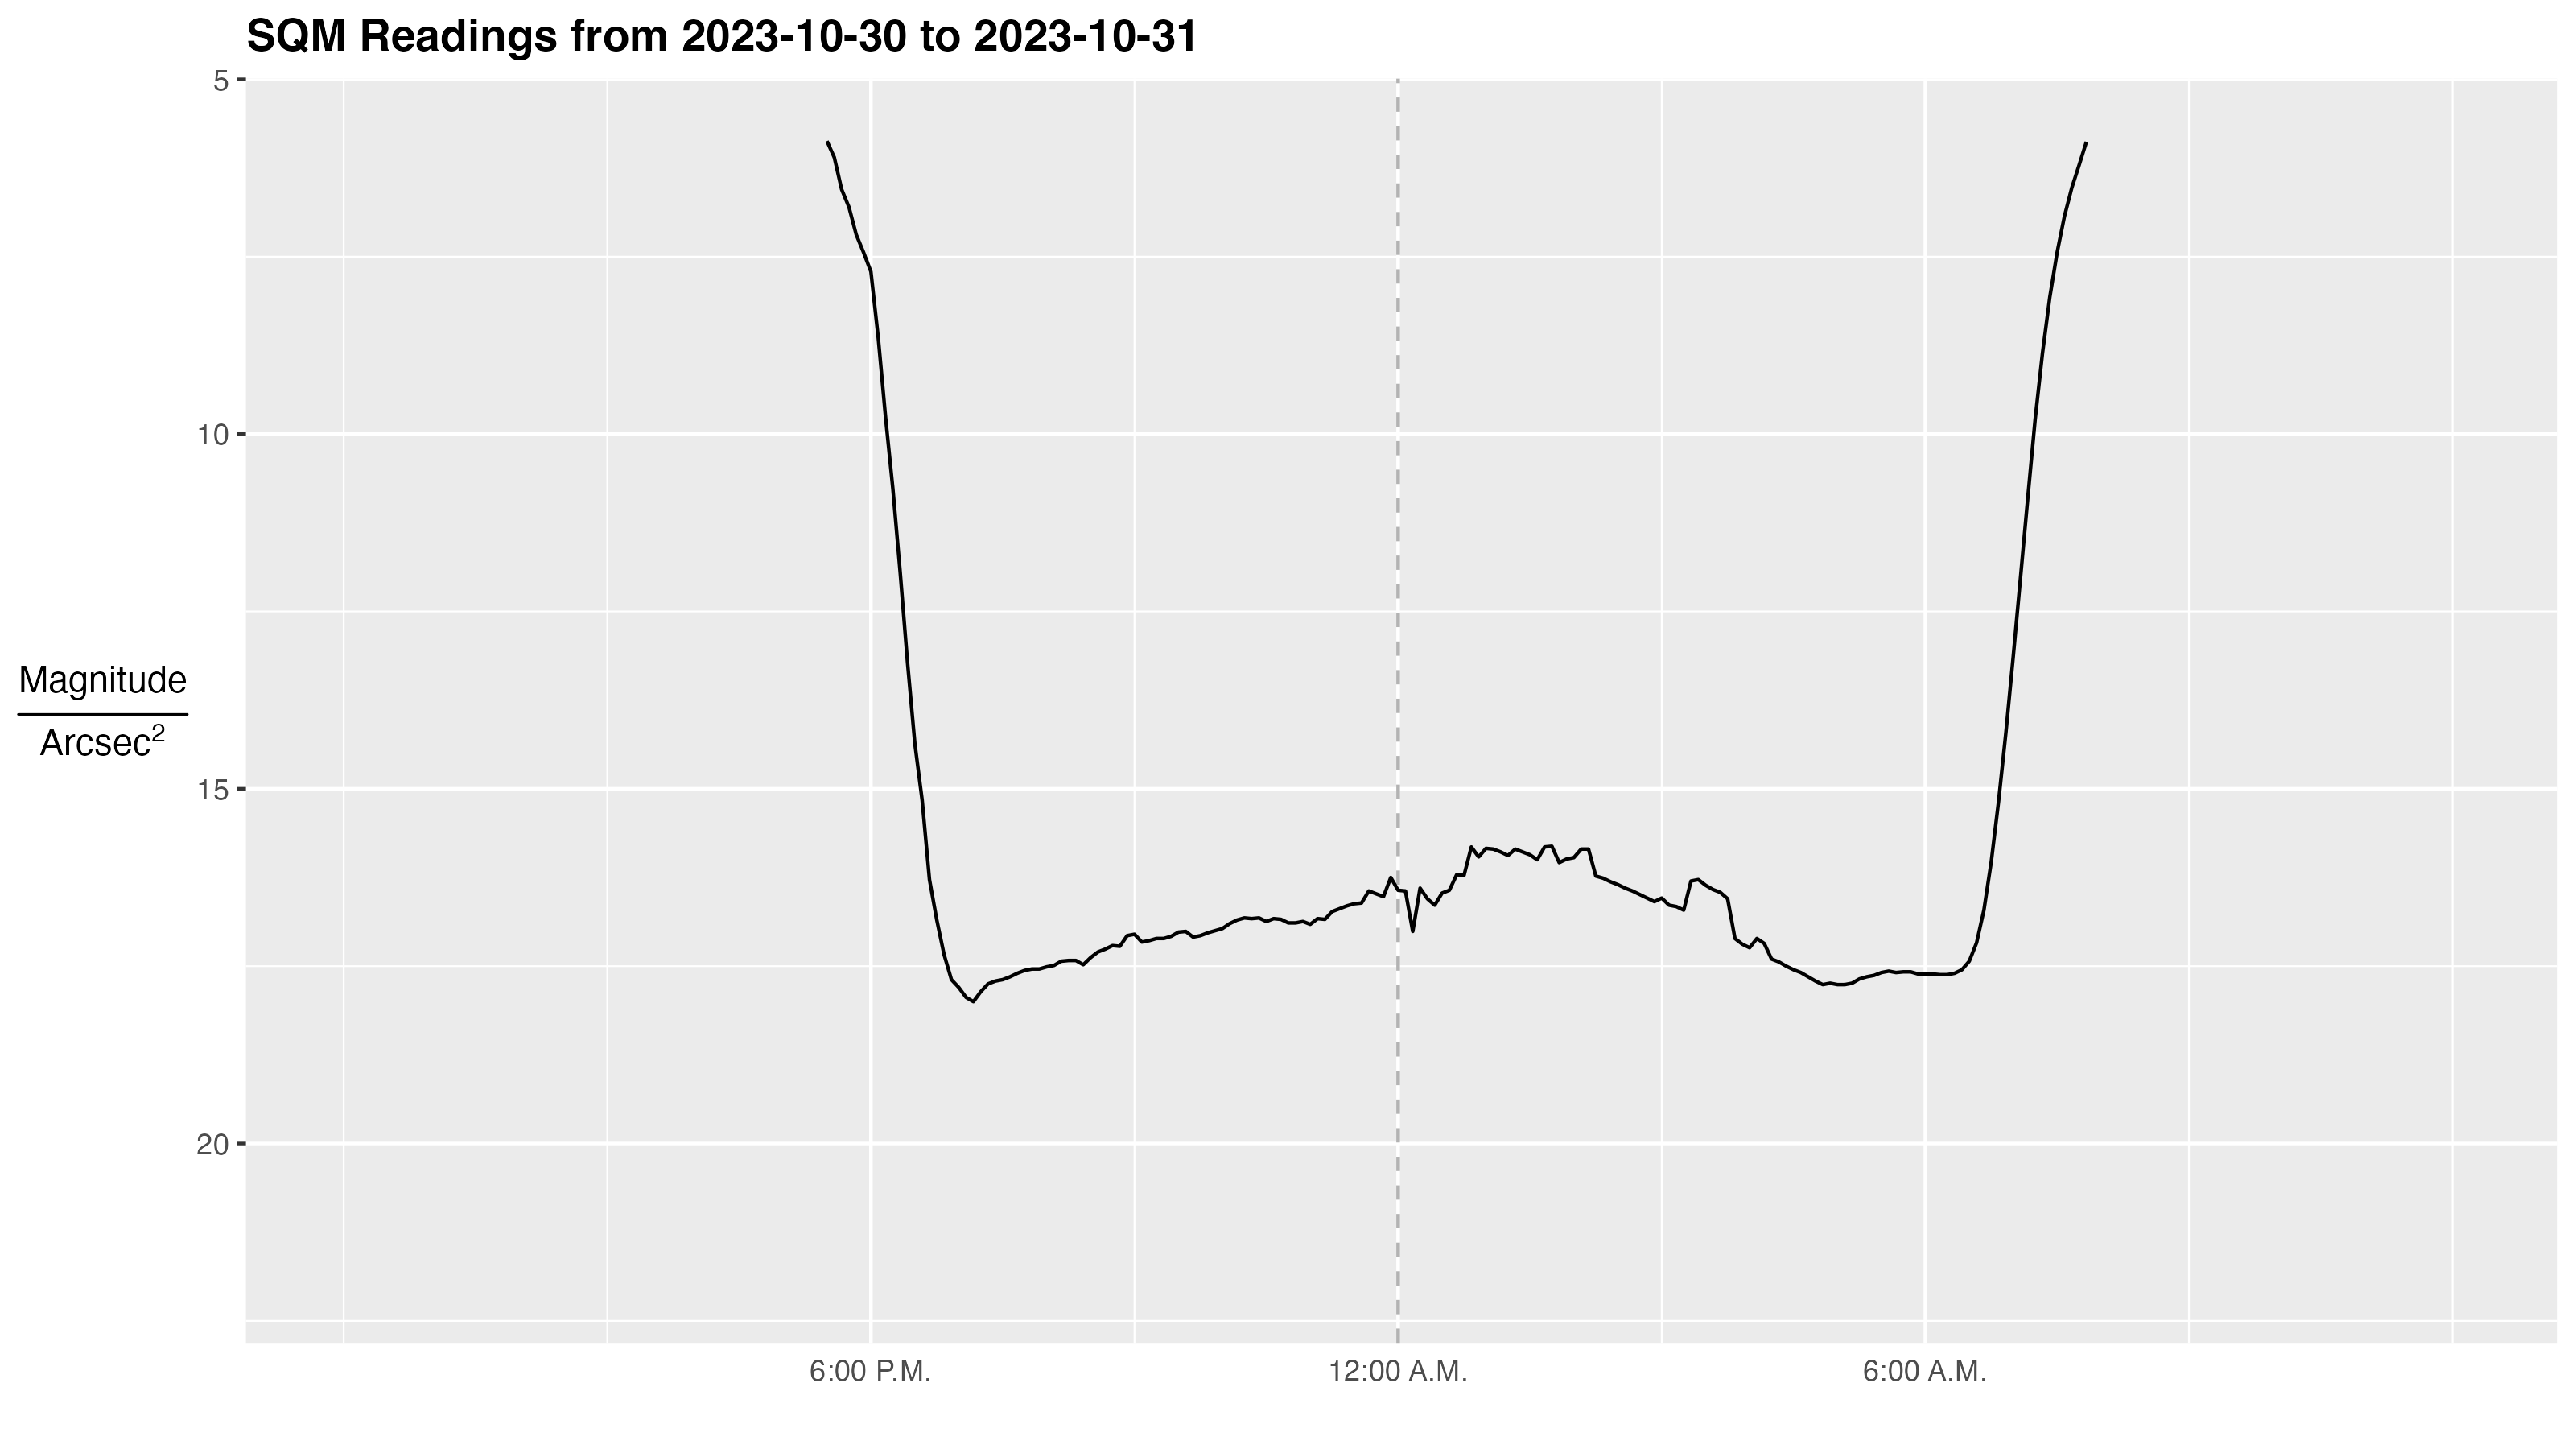 SQM Readings from 2023-10-30 to 2023-10-31
5
10
15
20
Magnitude
Arcsec²
6:00 P.M. 12:00 A.M. 6:00 A.M.